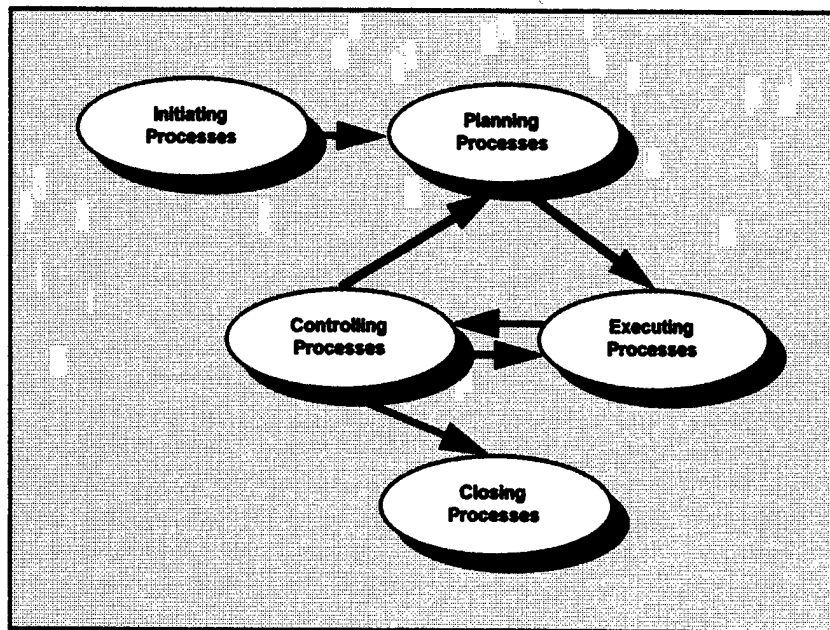 Initiating
Processes
Planning
Processes
Controlling
Processes
Executing
Processes
Closing
Processes